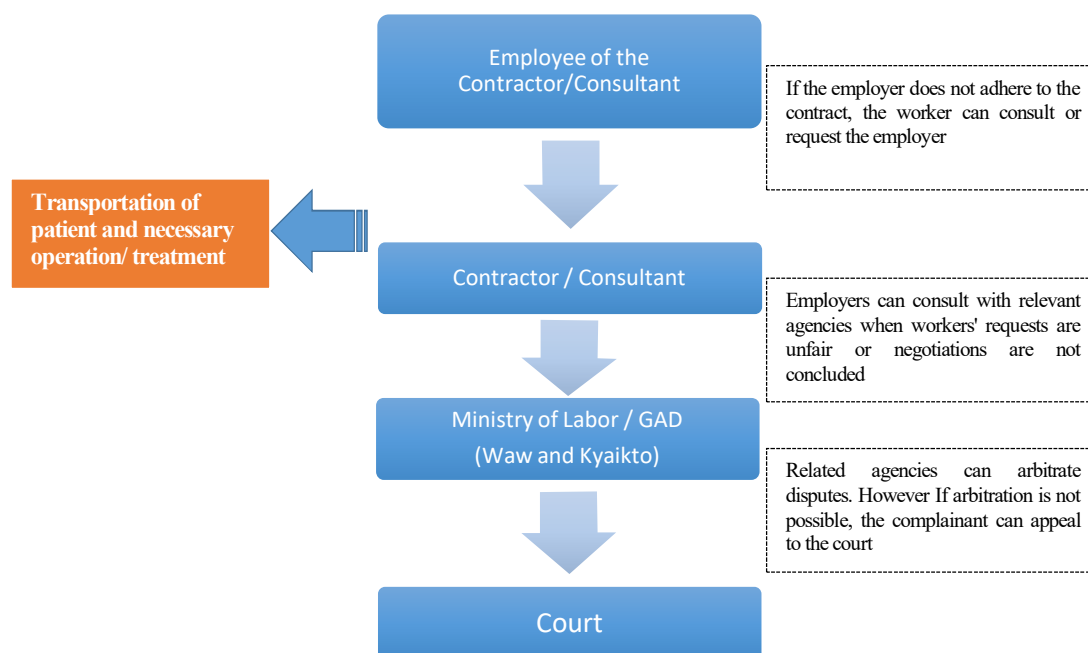 Employee of the
Contractor/Consultant
If the employer does not adhere to the
contract, the worker can consult or
request the employer
Transportation of
patient and necessary
operation/ treatment
Contractor / Consultant
Employers can consult with relevant
agencies when workers' requests are
unfair or negotiations are not
concluded
Ministry of Labor / GAD
(Waw and Kyaikto)
Related agencies can arbitrate
disputes. However If arbitration is not
possible, the complainant can appeal
to the court
Court